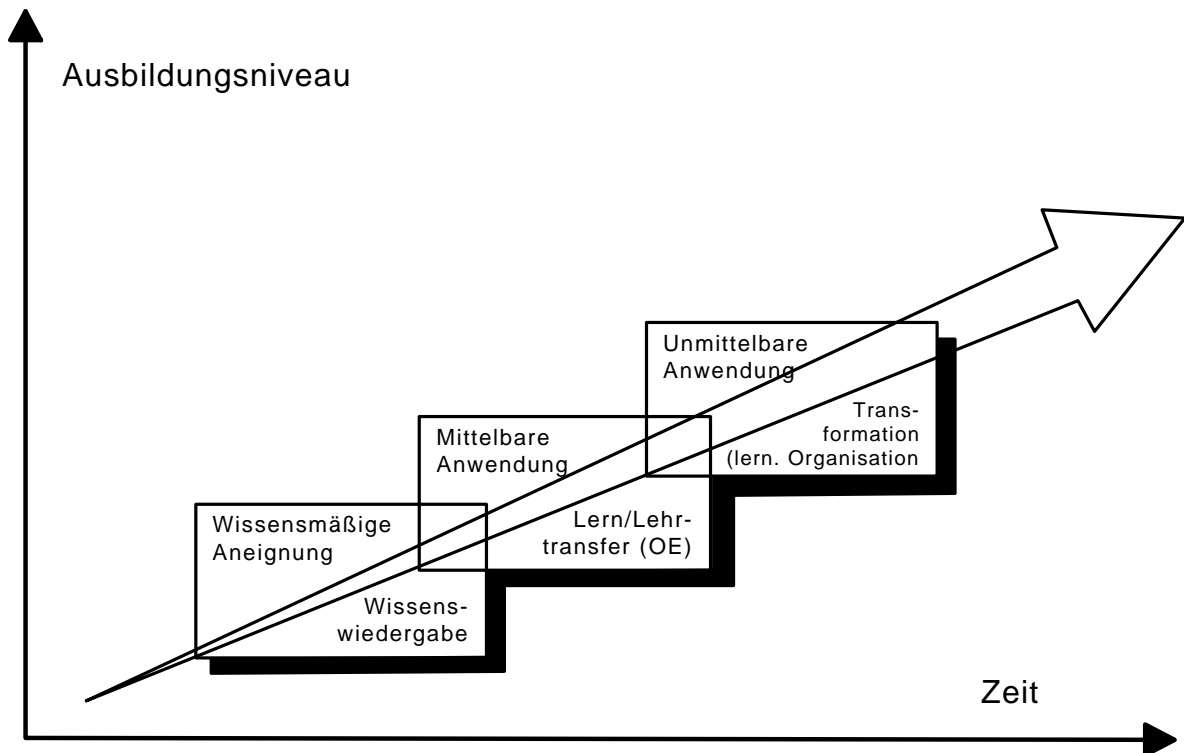 Ausbildungsniveau
Unmittelbare
Anwendung
Trans-
formation
(lern. Organisation
Mittelbare
Anwendung
Lern/Lehr-
transfer (OE)
Wissensmäßige
Aneignung
Wissens-
wiedergabe
Zeit